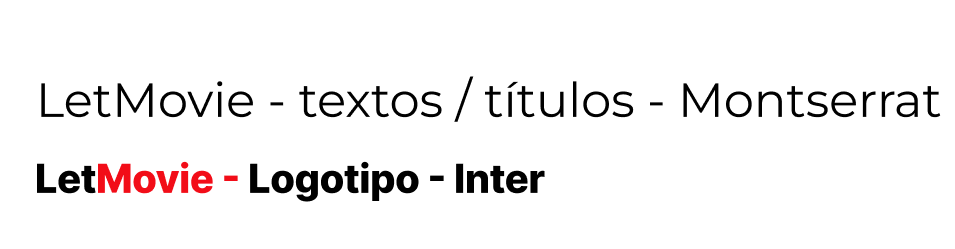 LetMovie - textos / títulos - Montserrat
LetMovie - Logotipo - Inter